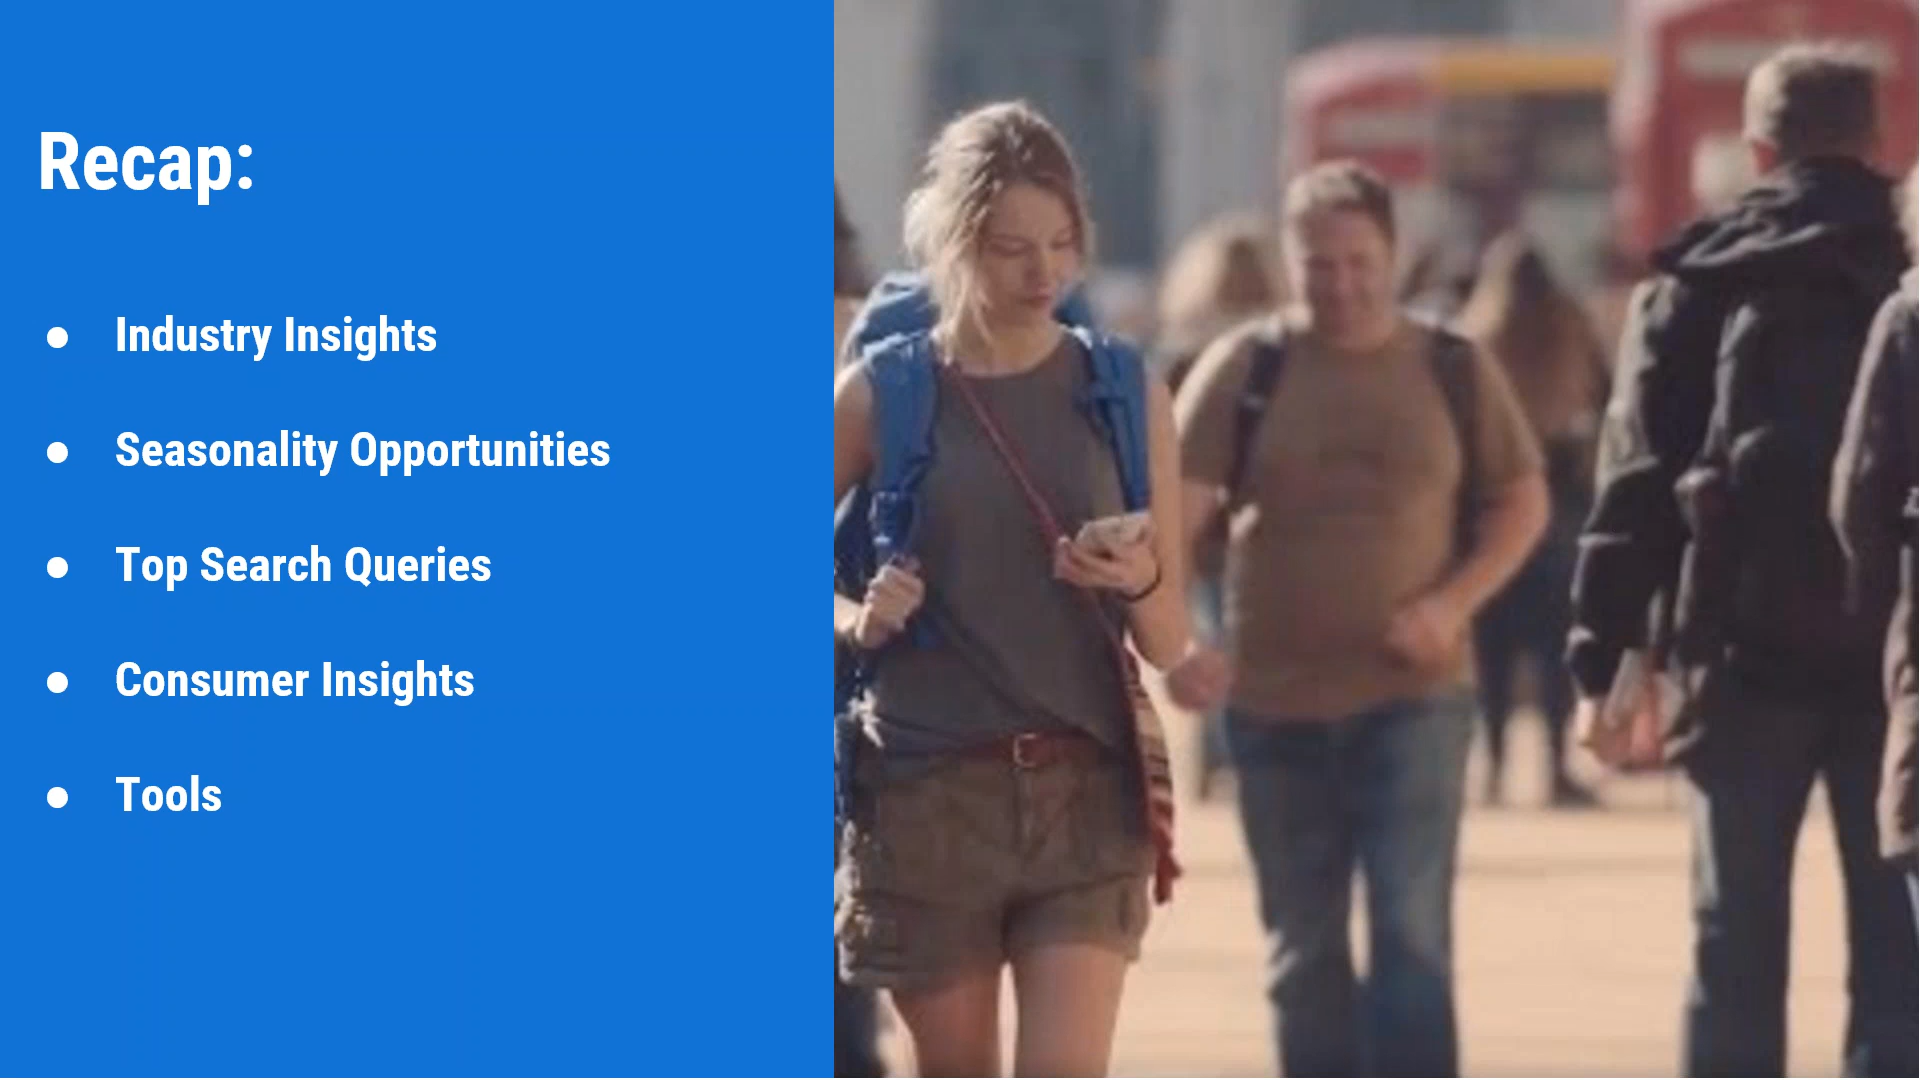 Recap:
● Industry Insights
● Seasonality Opportunities
● Top Search Queries
● Consumer Insights
● Tools